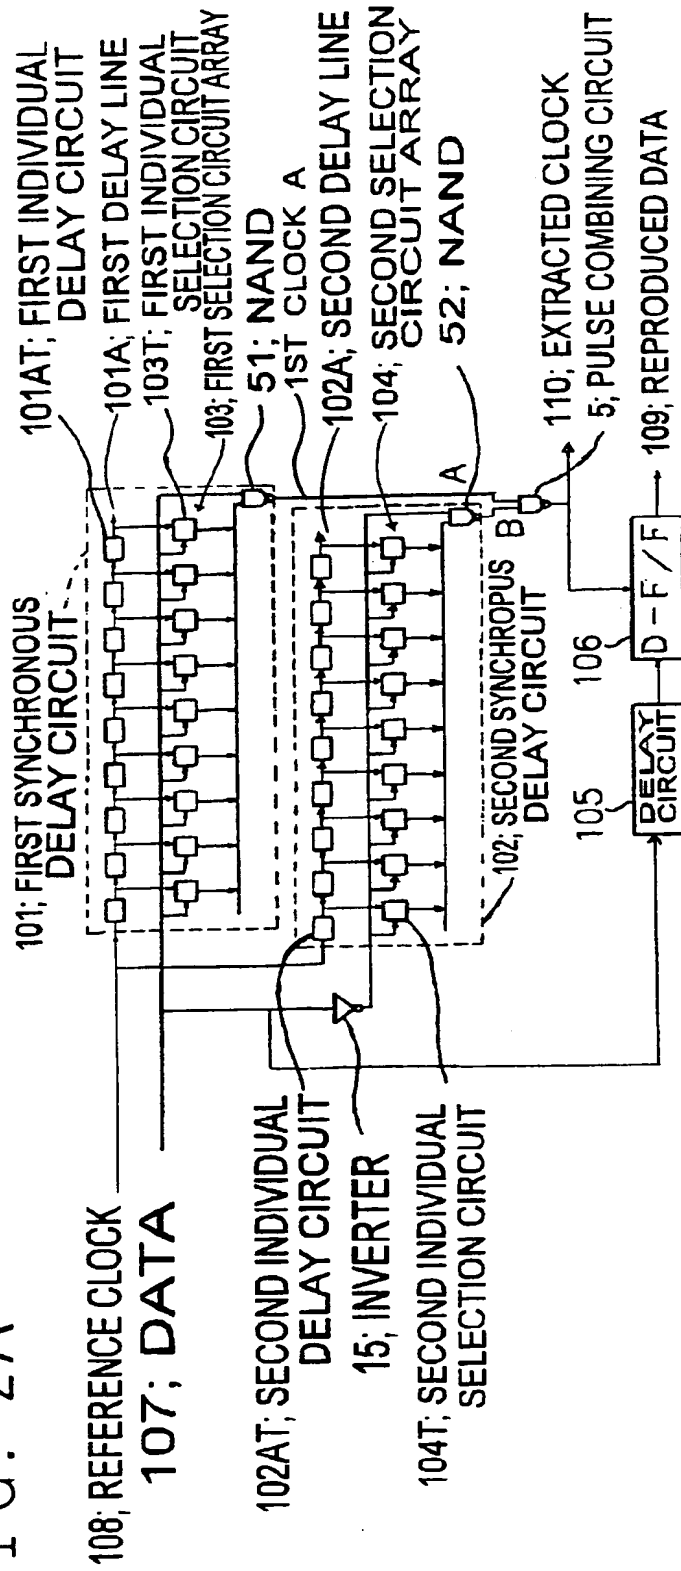 101AT; FIRST INDIVIDUAL
DELAY CIRCUIT
101A; FIRST DELAY LINE
103T; FIRST INDIVIDUAL
SELECTION CIRCUIT
103; FIRST SELECTION CIRCUIT ARRAY
51; NAND
1ST CLOCK A
102A; SECOND DELAY LINE
104; SECOND SELECTION
CIRCUIT ARRAY
52; NAND
110; EXTRACTED CLOCK
5; PULSE COMBINING CIRCUIT
109; REPRODUCED DATA
101; FIRST SYNCHRONOUS
DELAY CIRCUIT
A
B
102; SECOND SYNCHROPUS
DELAY CIRCUIT
106
D-F/F
105
DELAY
CIRCUIT
108; REFERENCE CLOCK
107; DATA
102AT; SECOND INDIVIDUAL
DELAY CIRCUIT
15; INVERTER
104T; SECOND INDIVIDUAL
SELECTION CIRCUIT